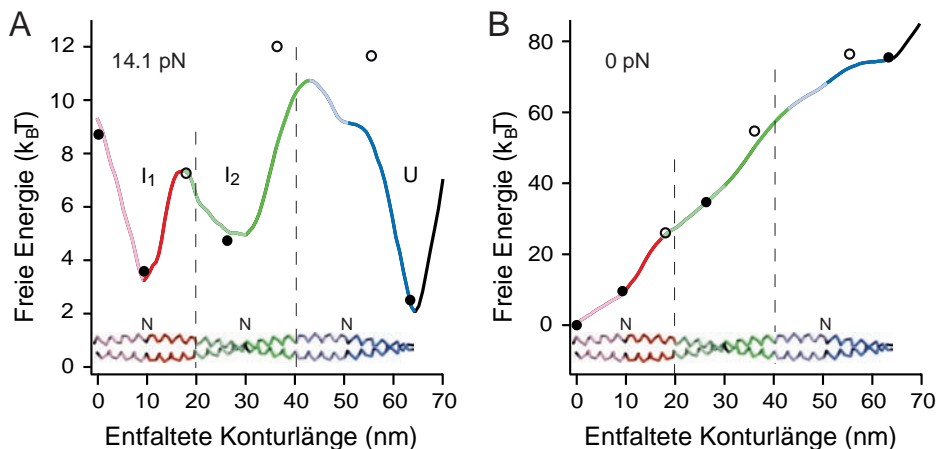 A
14.1 pN
Freie Energie (kBT)
12
10
8
6
4
2
0
I1
I2
U
N N N
0 10 20 30 40 50 60 70
Entfaltete Konturlänge (nm)
B
0 pN
Freie Energie (kBT)
80
60
40
20
0
N N
0 10 20 30 40 50 60 70
Entfaltete Konturlänge (nm)